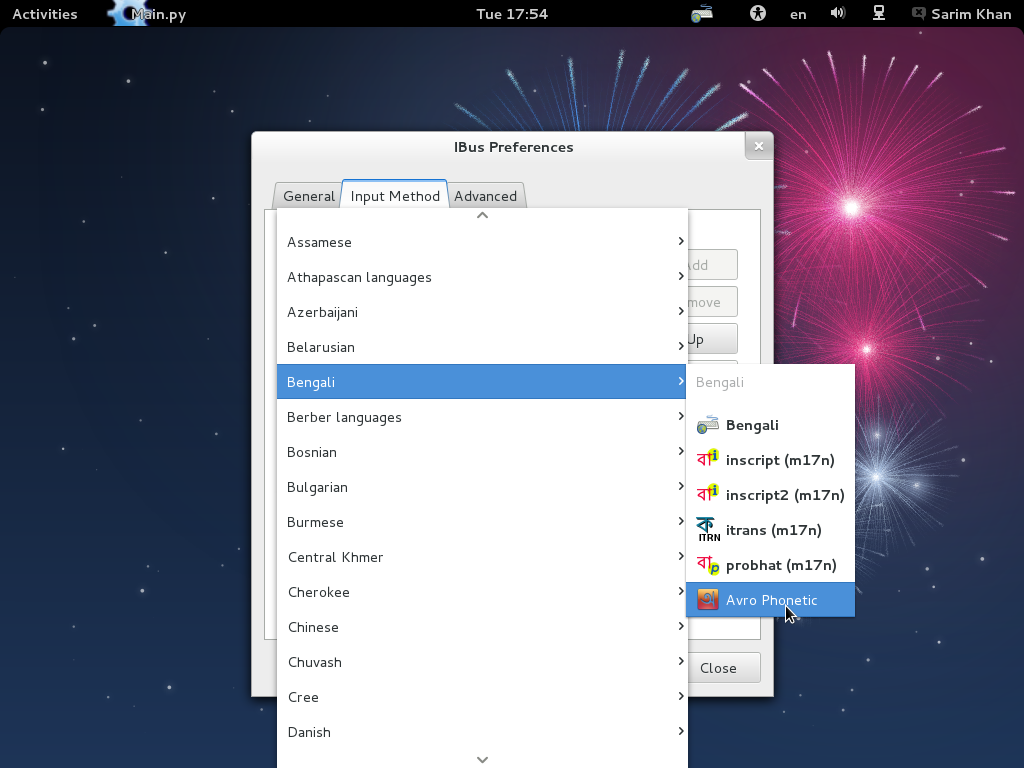 Activities
Main.py
Tue 17:54
en
Sarim Khan
IBus Preferences
General
Input Method
Advanced
Assamese
Athapascan languages
Azerbaijani
Belarusian
Bengali
Berber languages
Bosnian
Bulgarian
Burmese
Central Khmer
Cherokee
Chinese
Chuvash
Cree
Danish
Up
Bengali
Bengali
inscript (m17n)
inscript2 (m17n)
ITRN
itrans (m17n)
probhat (m17n)
Avro Phonetic
Close